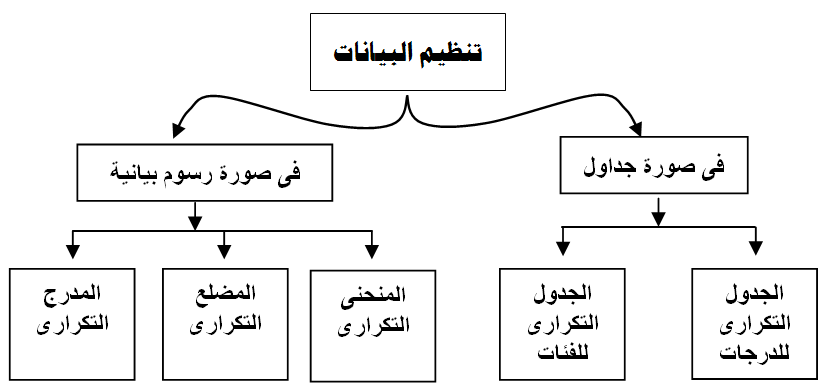 تنظيم البيانات
فى صورة جداول
فى صورة رسوم بيانية
الجدول
التكرارى
للدرجات
الجدول
التكرارى
للفئات
المنحنى
التكرارى
المضلع
التكرارى
المدرج
التكرارى